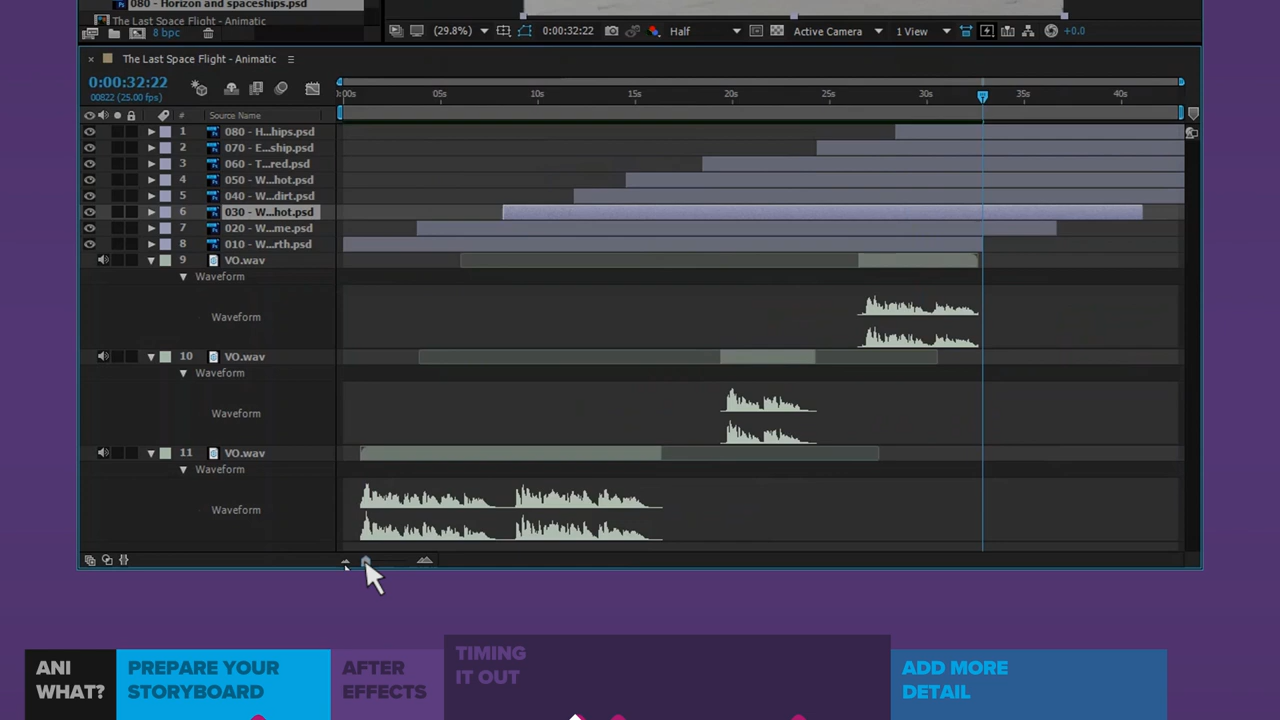 080 - Horizon and spaceships.psd
The Last Space Flight - Animatic
8 bpc
(29.8%)
0:00:32:22
Half
Active Camera
1 View
+0.0
The Last Space Flight - Animatic
0:00:32:22
00822 (25.00 fps)
# Source Name
0:00s 05s 10s 15s 20s 25s 30s 35s 40s
1 080 - H...hips.psd
2 070 - E...ship.psd
3 060 - T...red.psd
4 050 - W...hot.psd
5 040 - W...dirt.psd
6 030 - W...hot.psd
7 020 - W...me.psd
8 010 - W...rth.psd
9 VO.wav
Waveform
Waveform
10 VO.wav
Waveform
Waveform
11 VO.wav
Waveform
Waveform
ANI
WHAT?
PREPARE YOUR
STORYBOARD
AFTER
EFFECTS
TIMING
IT OUT
ADD MORE
DETAIL